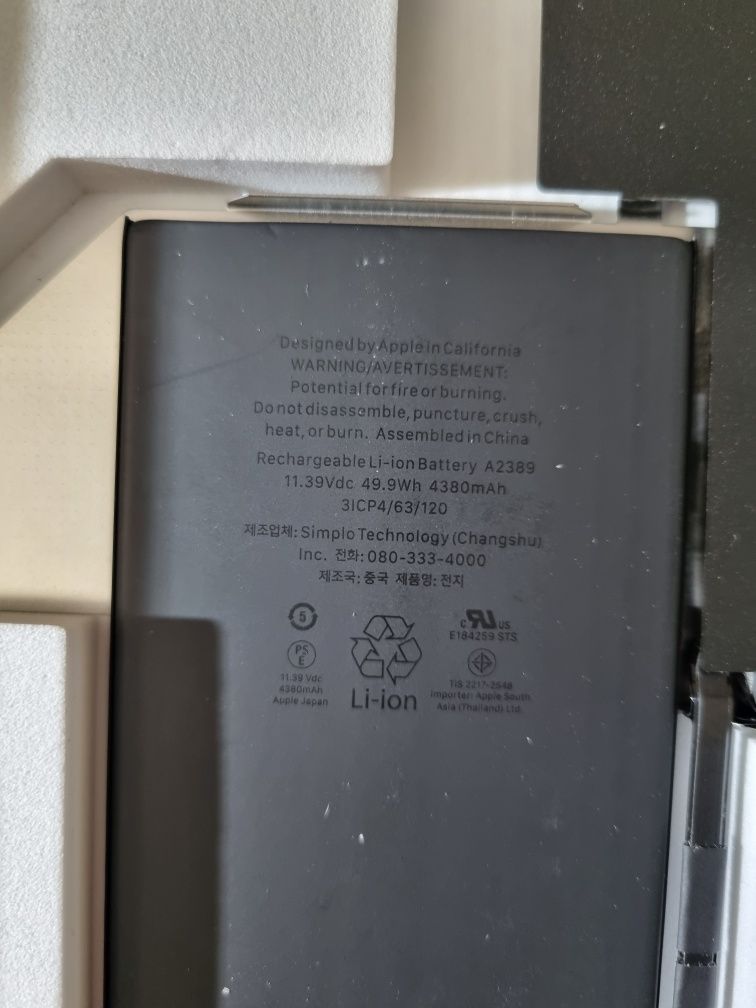 Designed by Apple in California
WARNING/AVERTISSEMENT:
Potential for fire or burning.
Do not disassemble, puncture, crush,
heat, or burn. Assembled in China
Rechargeable Li-ion Battery A2389
11.39Vdc 49.9Wh 4380mAh
3ICP4/63/120
제조업체: Simplo Technology (Changshu)
Inc. 전화: 080-333-4000
제조국: 중국 제품명: 전지
5
PS
E
11.39 Vdc
4380mAh
Apple Japan
Li-ion
c RU US
E184259 STS
TIS 2217-2548
Importer: Apple South
Asia (Thailand) Ltd.